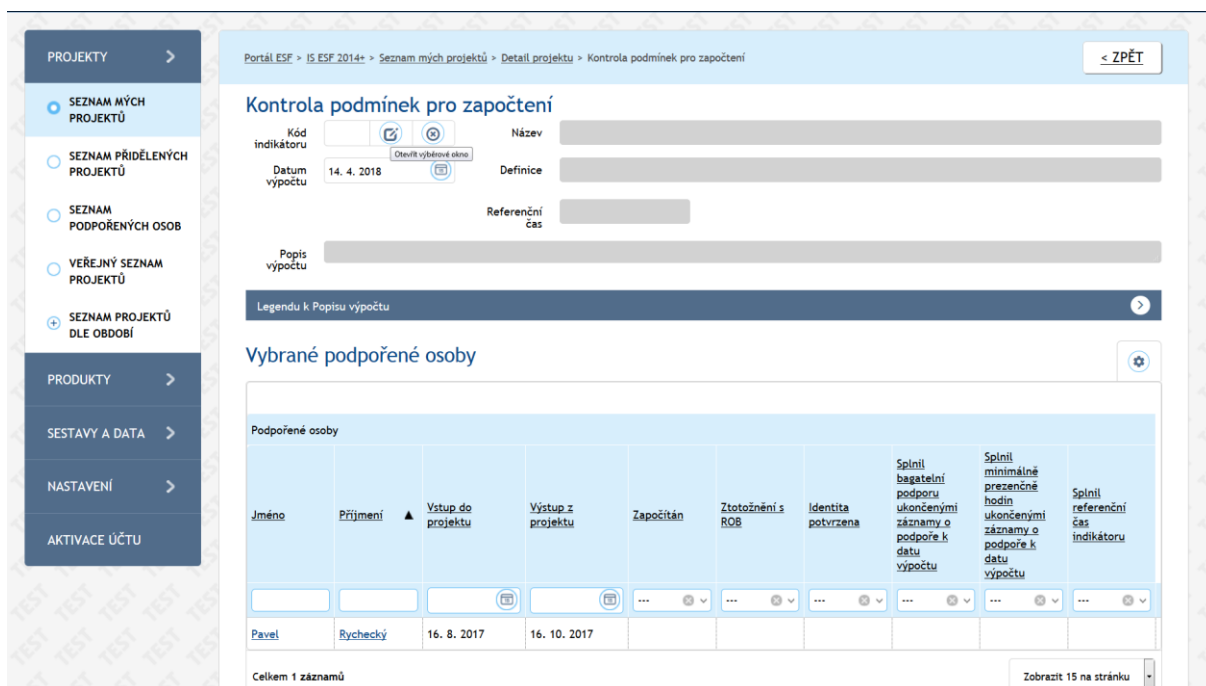 PROJEKTY
SEZNAM MÝCH
PROJEKTŮ
SEZNAM PŘIDĚLENÝCH
PROJEKTŮ
SEZNAM
PODPOŘENÝCH OSOB
VEŘEJNÝ SEZNAM
PROJEKTŮ
SEZNAM PROJEKTŮ
DLE OBDOBÍ
PRODUKTY
SESTAVY A DATA
NASTAVENÍ
AKTIVACE ÚČTU
Portál ESF > IS ESF 2014+ > Seznam mých projektů > Detail projektu > Kontrola podmínek pro započtení
< ZPĚT
Kontrola podmínek pro započtení
Kód
indikátoru
Název
Otevřít výběrové okno
Datum
výpočtu
14. 4. 2018
Definice
Referenční
čas
Popis
výpočtu
Legendu k Popisu výpočtu
Vybrané podpořené osoby
Podpořené osoby
Jméno
Příjmení ▲
Vstup do
projektu
Výstup z
projektu
Započítán
Ztotožnění s
ROB
Identita
potvrzena
Splnil
bagatelní
podporu
ukončenými
záznamy o
podpoře k
datu
výpočtu
Splnil
minimálně
prezenčně
hodin
ukončenými
záznamy o
podpoře k
datu
výpočtu
Splnil
referenční
čas
indikátoru
--- --- --- --- --- ---
Pavel Rychecký 16. 8. 2017 16. 10. 2017
Celkem 1 záznamů
Zobrazit 15 na stránku
TEST